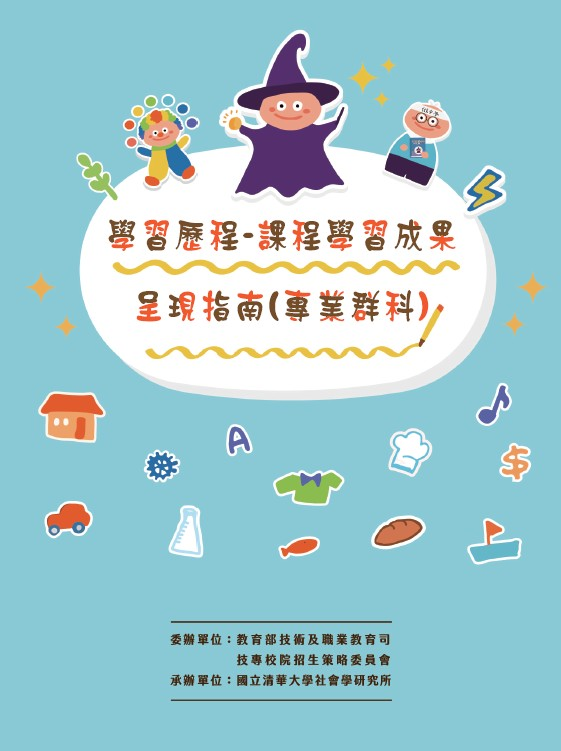 學習歷程-課程學習成果
呈現指南(專業群科)
A
$
委辦單位：教育部技術及職業教育司
技專校院招生策略委員會
承辦單位：國立清華大學社會學研究所